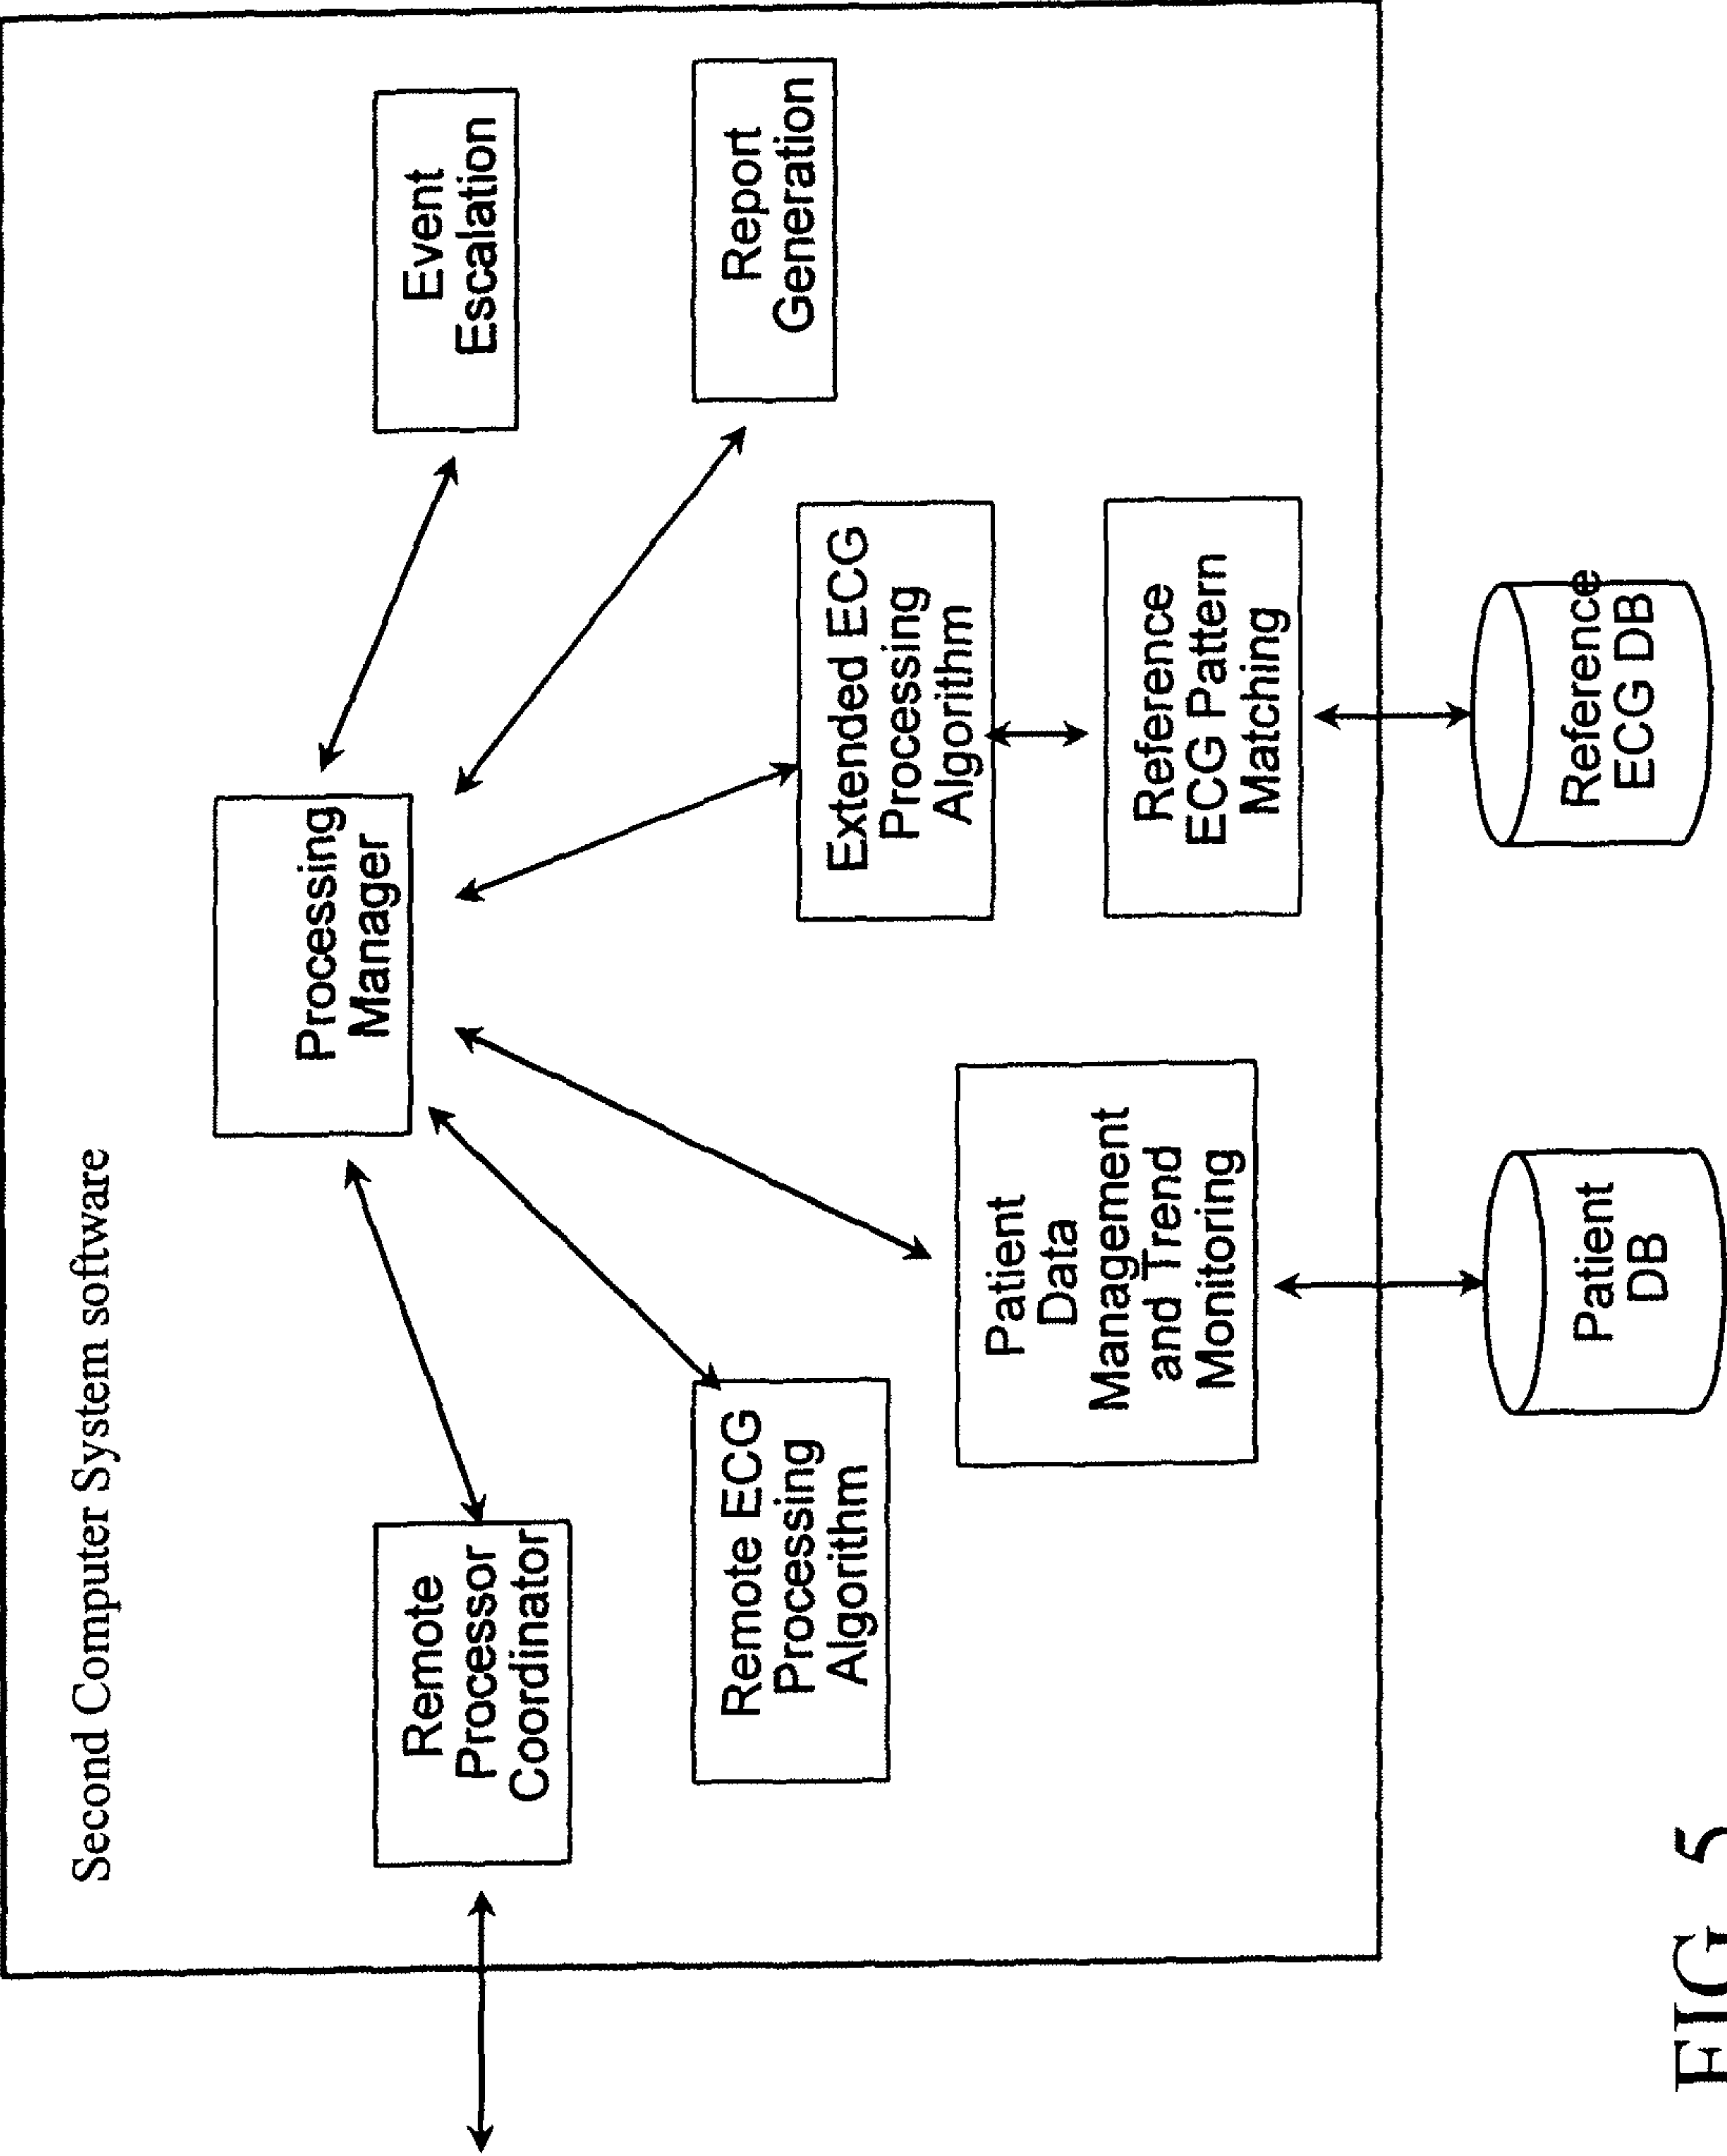 Second Computer System software
Processing
Manager
Remote
Processor
Coordinator
Event
Escalation
Remote ECG
Processing
Algorithm
Report
Generation
Patient
Data
Management
and Trend
Monitoring
Extended ECG
Processing
Algorithm
Reference
ECG Pattern
Matching
Patient
DB
Reference
ECG DB
FIG. 5